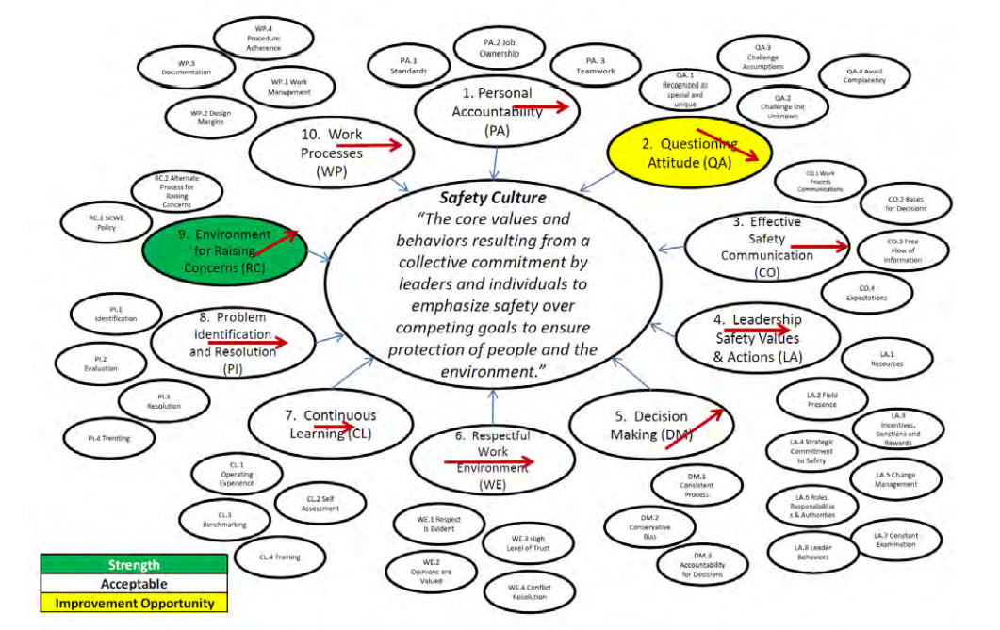 WP.4
Procedure
Adherence
WP.3
Documentation
WP.1 Work
Management
WP.2 Design
Margins
10. Work
Processes
(WP)
PA.1
Standards
PA.2 Job
Ownership
PA. 3
Teamwork
1. Personal
Accountability
(PA)
QA. 1
Recognized as
special and
unique
QA.3
Challenge
Assumptions
QA.2
Challenge the
Unknown
QA.4 Avoid
Complacency
2. Questioning
Attitude (QA)
CO.1 Work
Process
Communications
CO.2 Bases
for Decisions
CO.3 Free
Flow of
Information
CO.4
Expectations
3. Effective
Safety
Communication
(CO)
4. Leadership
Safety Values
& Actions (LA)
LA.1
Resources
LA.2 Field
Presence
LA.3
Incentives,
Sanctions and
Rewards
LA.4 Strategic
Commitment
to Safety
LA.5 Change
Management
LA.6 Roles,
Responsibilitie
s & Authorities
LA.7 Constant
Examination
LA.8 Leader
Behaviors
5. Decision
Making (DM)
DM.1
Consistent
Process
DM.2
Conservative
Bias
DM.3
Accountability
for Decisions
6. Respectful
Work
Environment
(WE)
WE.1 Respect
is Evident
WE.2
Opinions are
Valued
WE.3 High
Level of Trust
WE.4 Conflict
Resolution
7. Continuous
Learning (CL)
CL.1
Operating
Experience
CL.2 Self
Assessment
CL.3
Benchmarking
CL.4 Training
8. Problem
Identification
and Resolution
(PI)
PI.1
Identification
PI.2
Evaluation
PI.3
Resolution
PI.4 Trending
9. Environment
for Raising
Concerns (RC)
RC.2 Alternate
Process for
Raising
Concerns
RC.1 SCWE
Policy
Safety Culture
"The core values and
behaviors resulting from a
collective commitment by
leaders and individuals to
emphasize safety over
competing goals to ensure
protection of people and the
environment."
Strength
Acceptable
Improvement Opportunity